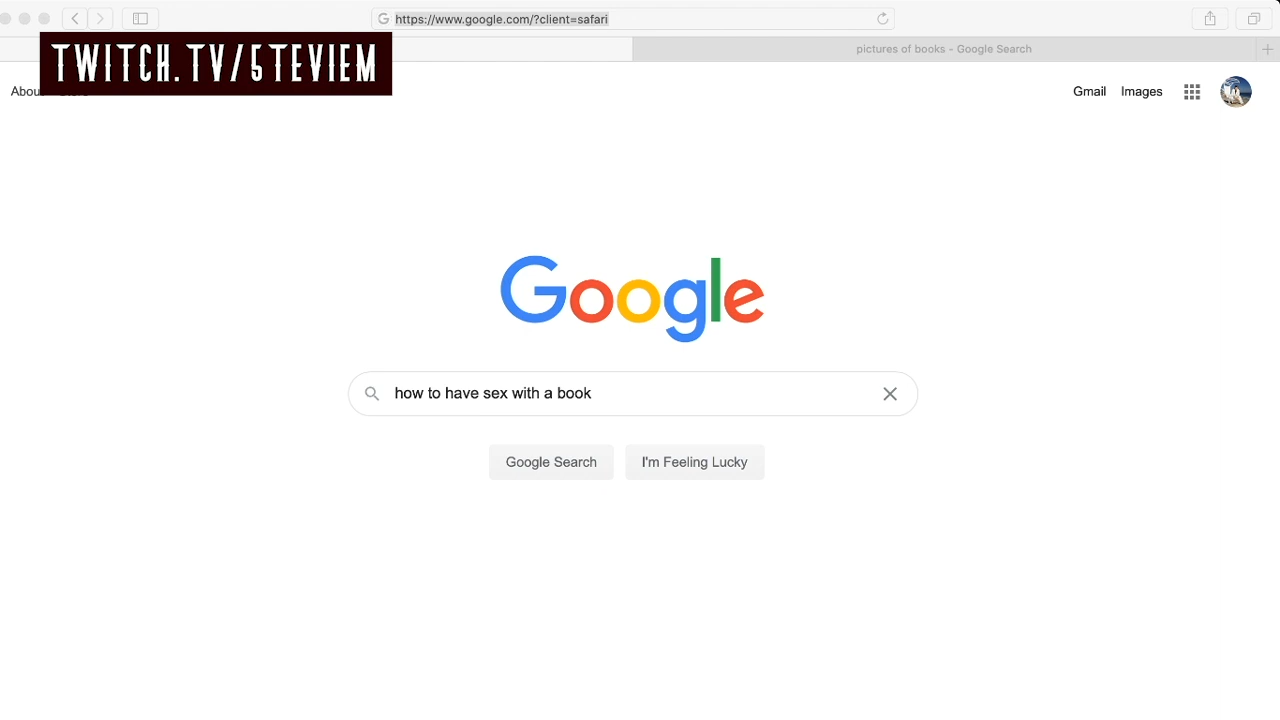 https://www.google.com/?client=safari
pictures of books - Google Search
TWITCH.TV/5TEVIEM
Gmail Images
Google
how to have sex with a book
Google Search I'm Feeling Lucky